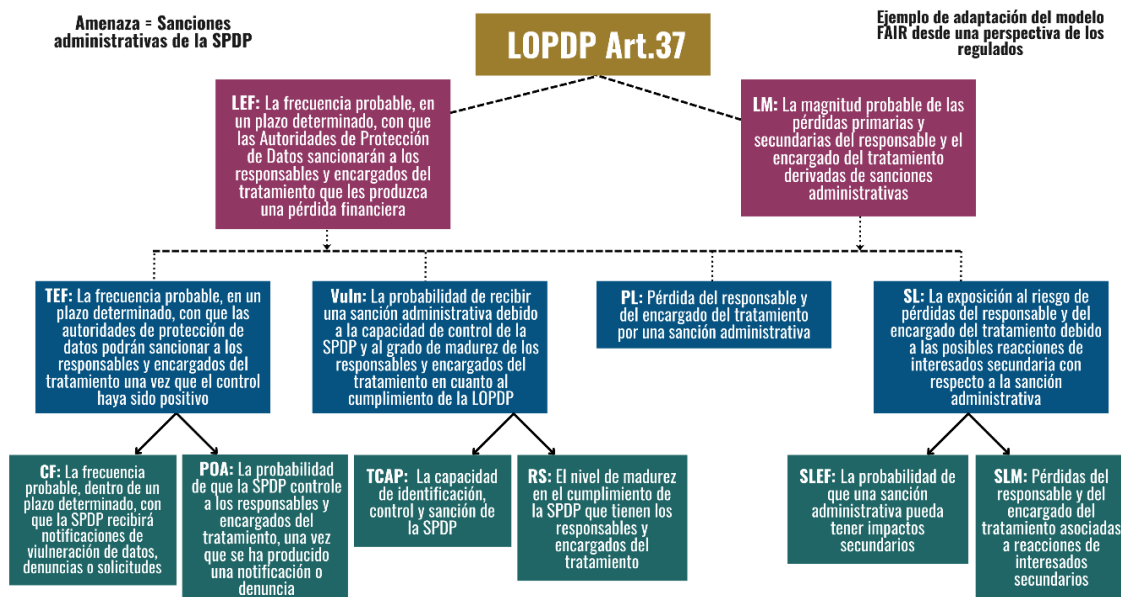 Amenaza = Sanciones
administrativas de la SPDP
LOPDP Art.37
Ejemplo de adaptación del modelo
FAIR desde una perspectiva de los
regulados
LEF: La frecuencia probable, en
un plazo determinado, con que
las Autoridades de Protección
de Datos sancionarán a los
responsables y encargados del
tratamiento que les produzca
una pérdida financiera
LM: La magnitud probable de las
pérdidas primarias y
secundarias del responsable y el
encargado del tratamiento
derivadas de sanciones
administrativas
TEF: La frecuencia probable, en un
plazo determinado, con que las
autoridades de protección de
datos podrán sancionar a los
responsables y encargados del
tratamiento una vez que el control
haya sido positivo
Vuln: La probabilidad de recibir
una sanción administrativa debido
a la capacidad de control de la
SPDP y al grado de madurez de los
responsables y encargados del
tratamiento en cuanto al
cumplimiento de la LOPDP
PL: Pérdida del responsable y
del encargado del tratamiento
por una sanción administrativa
SL: La exposición al riesgo de
pérdidas del responsable y del
encargado del tratamiento debido
a las posibles reacciones de
interesados secundaria con
respecto a la sanción
administrativa
CF: La frecuencia
probable, dentro de un
plazo determinado, con
que la SPDP recibirá
notificaciones de
viulneración de datos,
denuncias o solicitudes
POA: La probabilidad
de que la SPDP controle
a los responsables y
encargados del
tratamiento, una vez
que se ha producido
una notificación o
denuncia
TCAP: La capacidad
de identificación,
control y sanción de
la SPDP
RS: El nivel de madurez
en el cumplimiento de
la SPDP que tienen los
responsables y
encargados del
tratamiento
SLEF: La probabilidad de
que una sanción
administrativa pueda
tener impactos
secundarios
SLM: Pérdidas del
responsable y del
encargado del
tratamiento asociadas
a reacciones de
interesados
secundarios